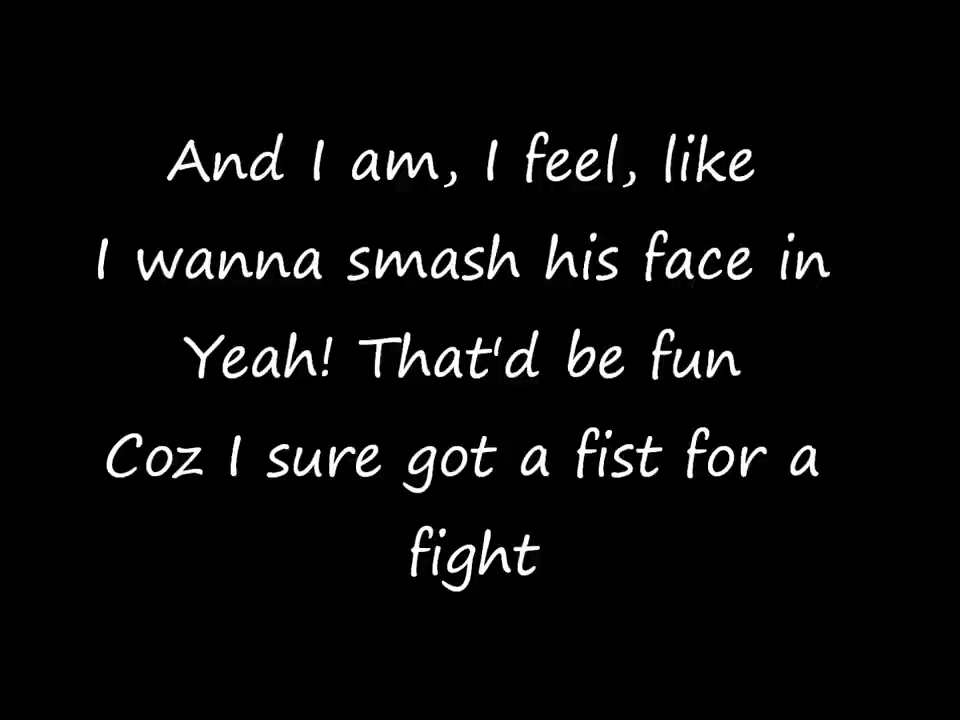 And I am, I feel, like
I wanna smash his face in
Yeah! That'd be fun
Coz I sure got a fist for a
fight